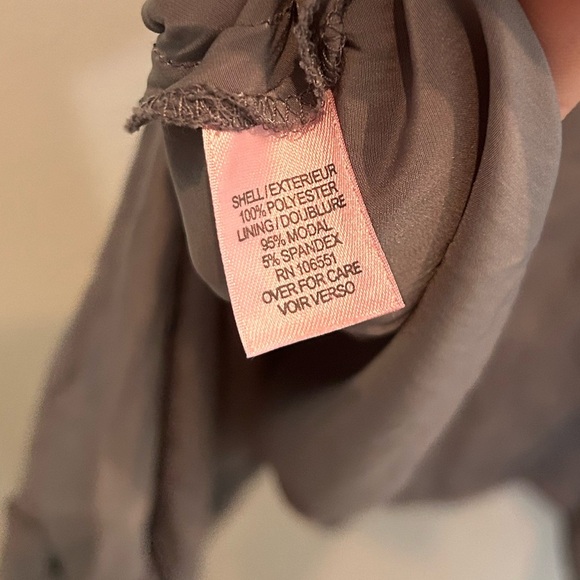 SHELL/EXTERIEUR
100% POLYESTER
LINING/DOUBLURE
95% MODAL
5% SPANDEX
RN 106551
OVER FOR CARE
VOIR VERSO